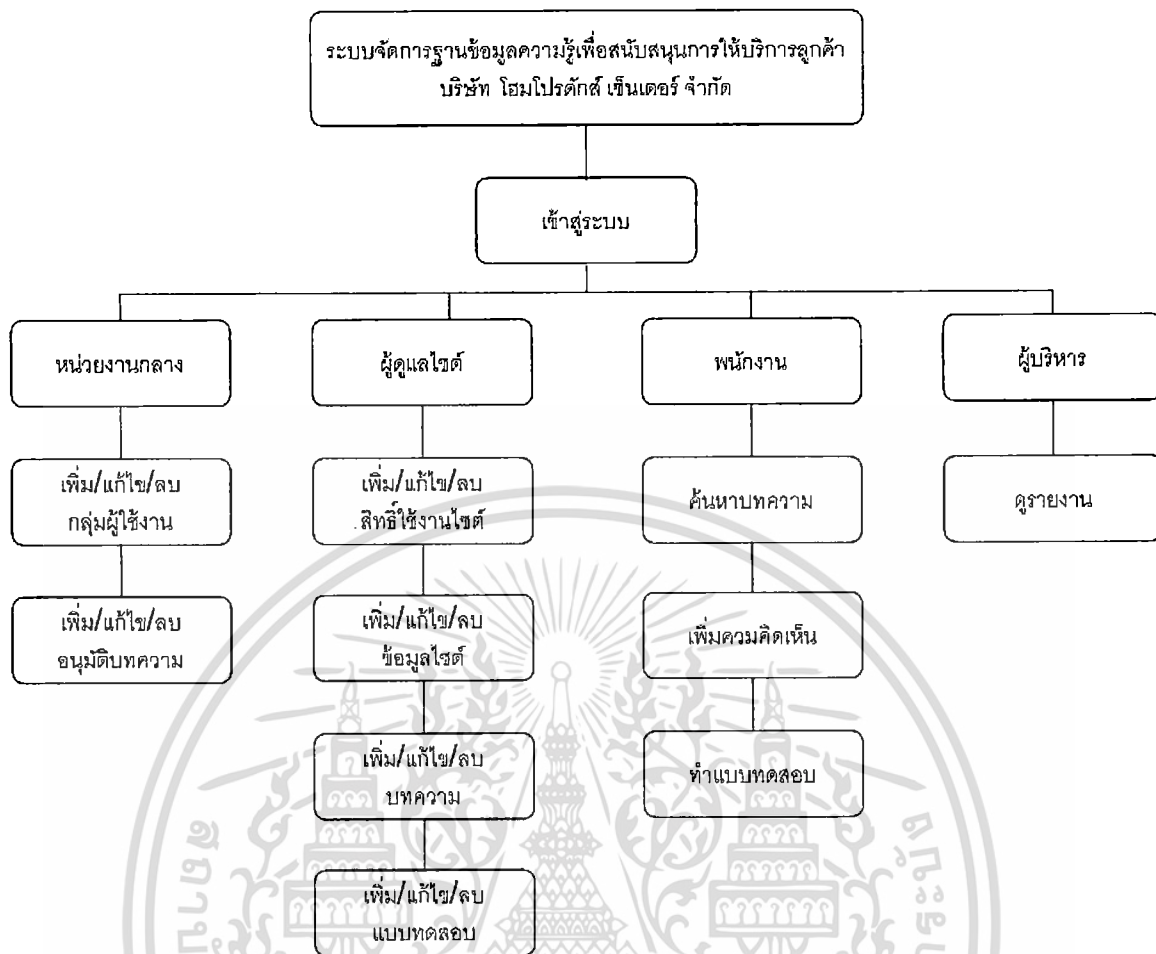 ระบบจัดการฐานข้อมูลความรู้เพื่อสนับสนุนการให้บริการลูกค้า
บริษัท โฮมโปรดักส์ เซ็นเตอร์ จำกัด
เข้าสู่ระบบ
หน่วยงานกลาง
ผู้ดูแลไซต์
พนักงาน
ผู้บริหาร
เพิ่ม/แก้ไข/ลบ
กลุ่มผู้ใช้งาน
เพิ่ม/แก้ไข/ลบ
สิทธิ์ใช้งานไซต์
ค้นหาบทความ
ดูรายงาน
เพิ่ม/แก้ไข/ลบ
อนุมัติบทความ
เพิ่ม/แก้ไข/ลบ
ข้อมูลไซต์
เพิ่มควมคิดเห็น
เพิ่ม/แก้ไข/ลบ
บทความ
ทำแบบทดสอบ
เพิ่ม/แก้ไข/ลบ
แบบทดสอบ